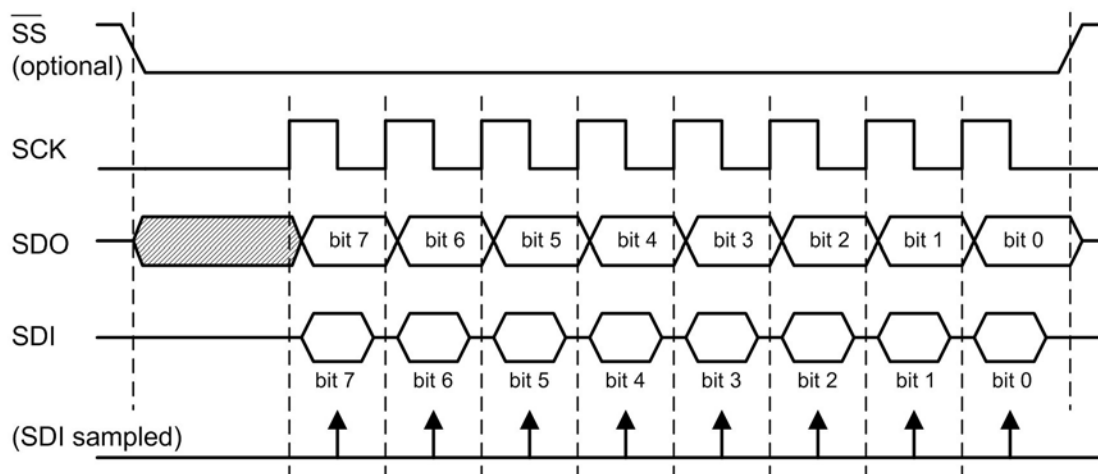 SS
(optional)
SCK
SDO
bit 7 bit 6 bit 5 bit 4 bit 3 bit 2 bit 1 bit 0
SDI
bit 7 bit 6 bit 5 bit 4 bit 3 bit 2 bit 1 bit 0
(SDI sampled)